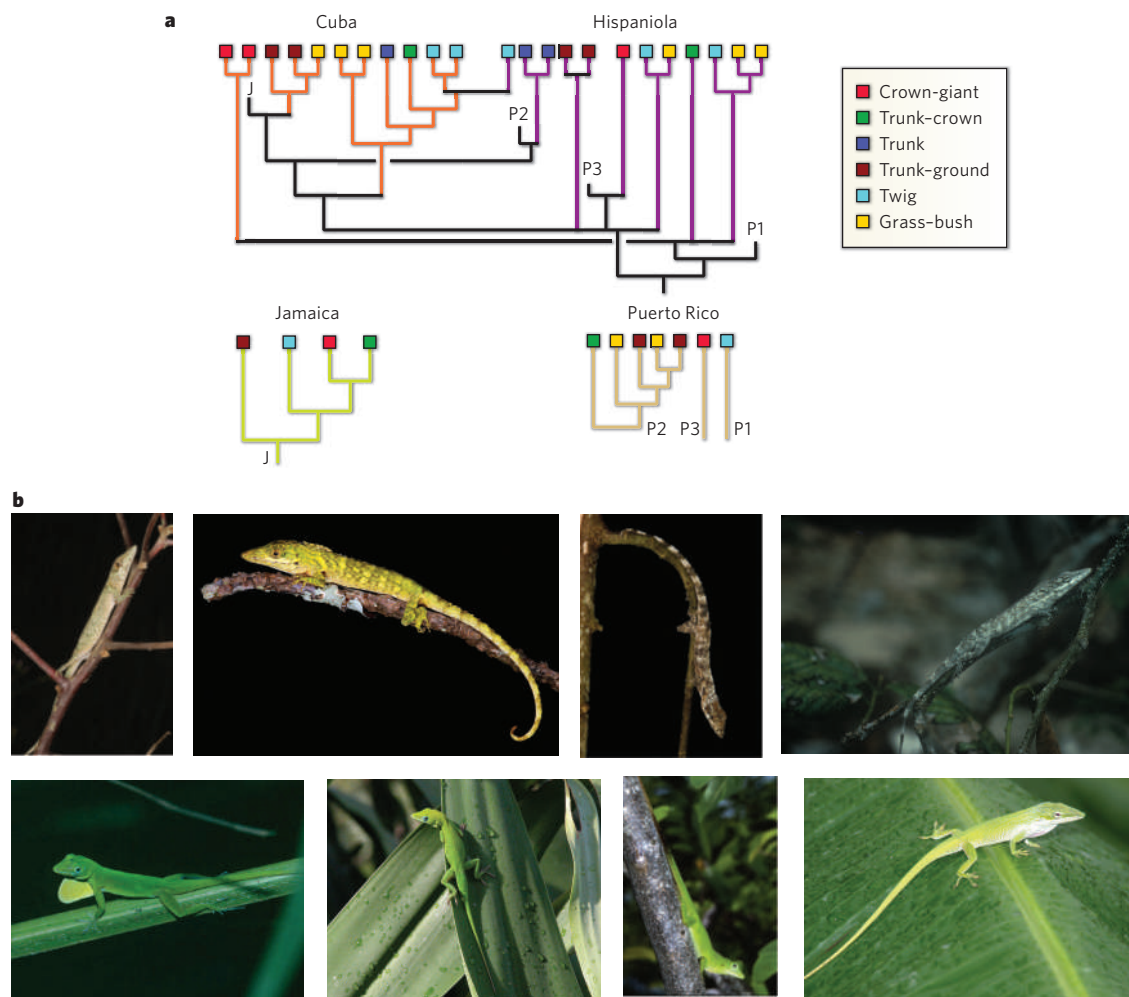 a
Cuba
Hispaniola
J
P2
P3
P1
Crown-giant
Trunk–crown
Trunk
Trunk–ground
Twig
Grass–bush
Jamaica
Puerto Rico
J
P2
P3
P1
b